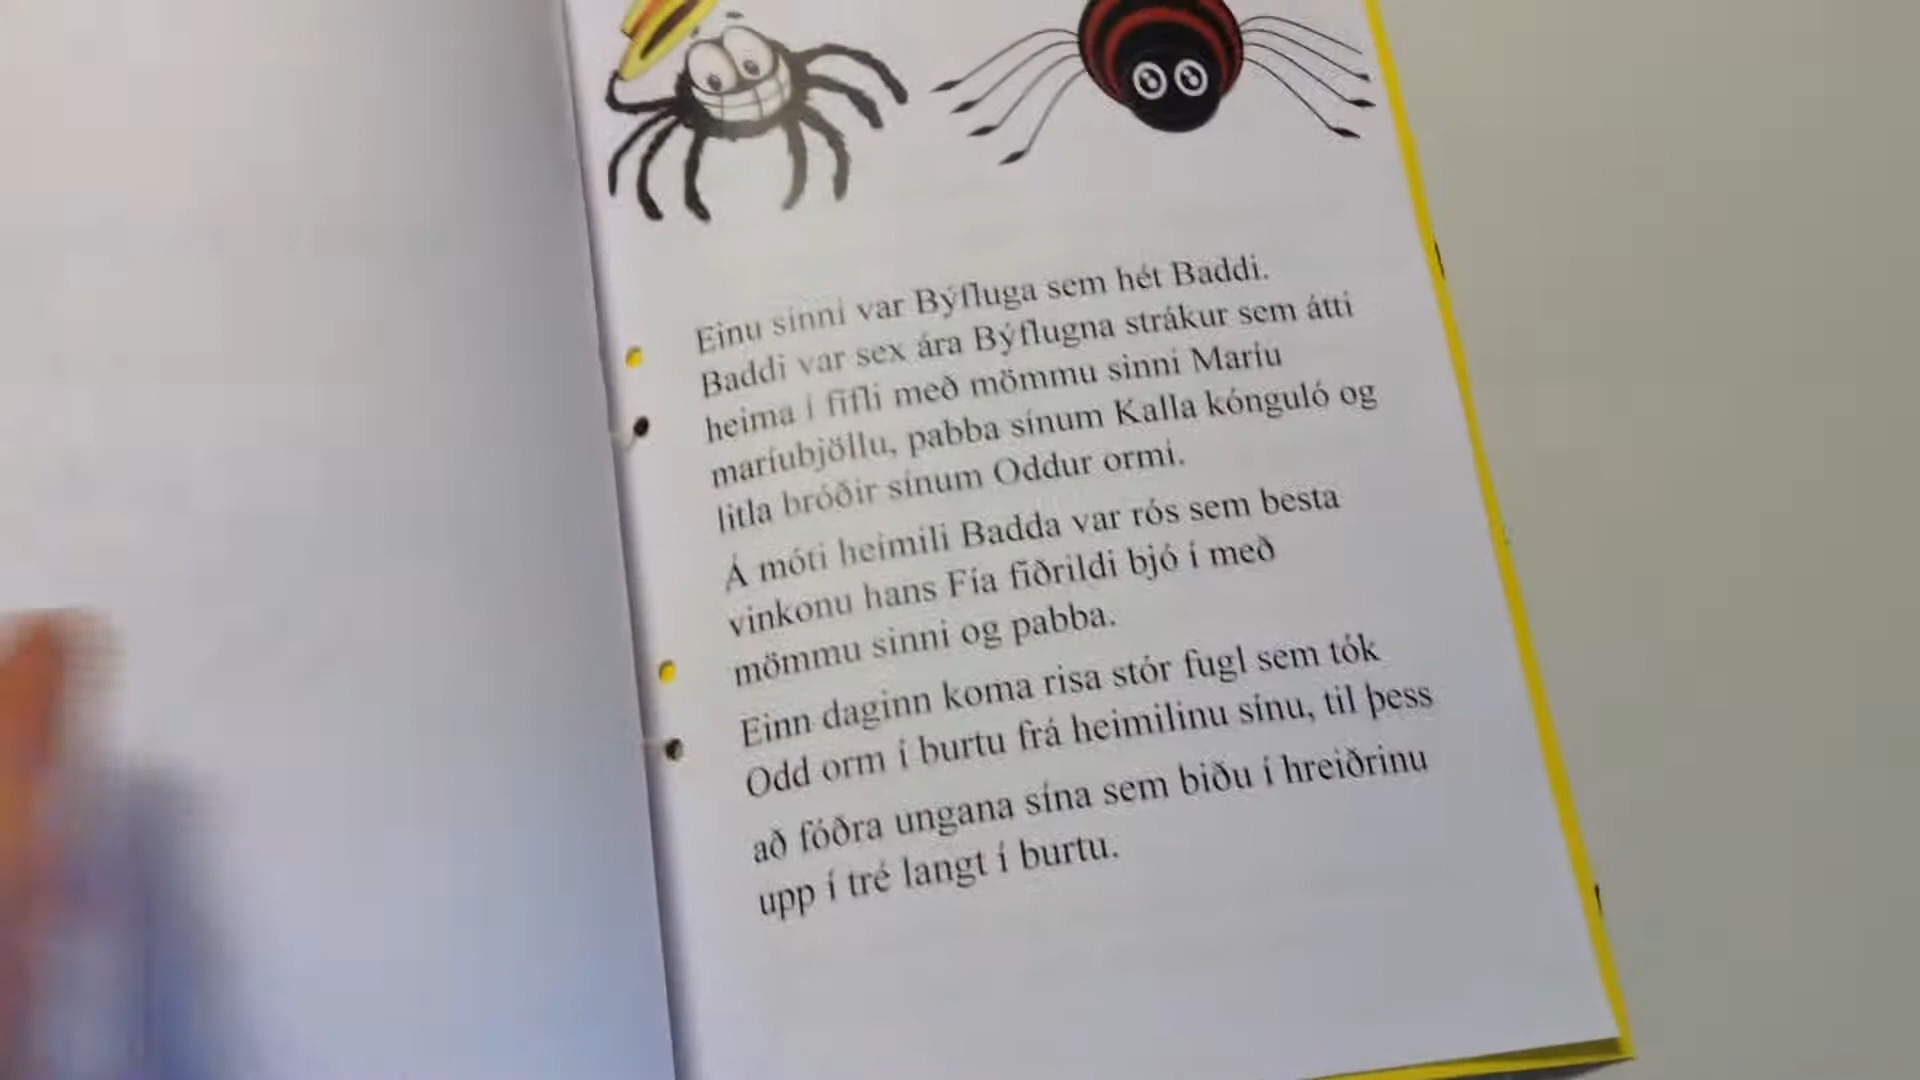 Einu sinni var Býfluga sem hét Baddi.
Baddi var sex ára Býflugna strákur sem átti
heima í fífli með mömmu sinni Maríu
maríubjöllu, pabba sínum Kalla kónguló og
litla bróðir sínum Oddur ormi.
Á móti heimili Badda var rós sem besta
vinkonu hans Fía fiðrildi bjó í með
mömmu sinni og pabba.
Einn daginn koma risa stór fugl sem tók
Odd orm í burtu frá heimilinu sínu, til þess
að fóðra ungana sína sem biðu í hreiðrinu
upp í tré langt í burtu.